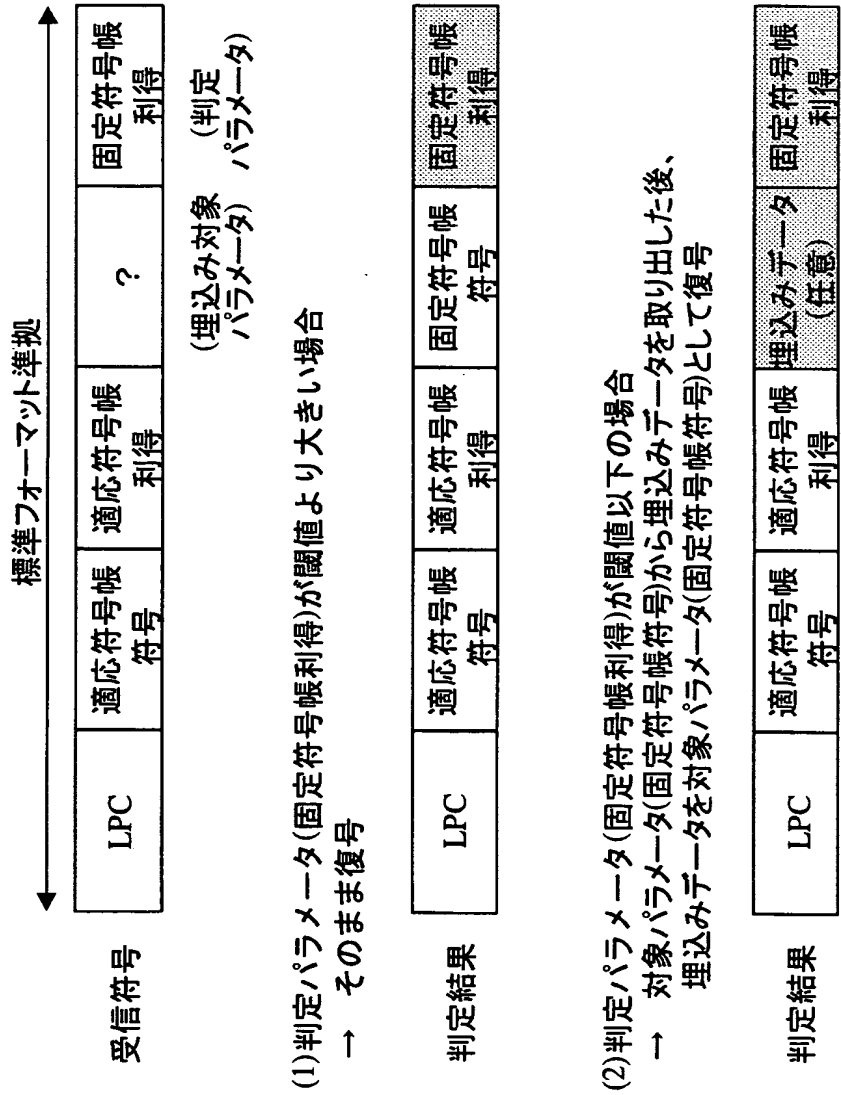 標準フォーマット準拠
受信符号
LPC
適応符号帳
符号
適応符号帳
利得
?
固定符号帳
利得
(埋込み対象
パラメータ)
(判定
パラメータ)
(1)判定パラメータ(固定符号帳利得)が閾値より大きい場合
→ そのまま復号
判定結果
LPC
適応符号帳
符号
適応符号帳
利得
固定符号帳
符号
固定符号帳
利得
(2)判定パラメータ(固定符号帳利得)が閾値以下の場合
→ 対象パラメータ(固定符号帳符号)から埋込みデータを取り出した後、
埋込みデータを対象パラメータ(固定符号帳符号)として復号
判定結果
LPC
適応符号帳
符号
適応符号帳
利得
埋込みデータ
(任意)
固定符号帳
利得